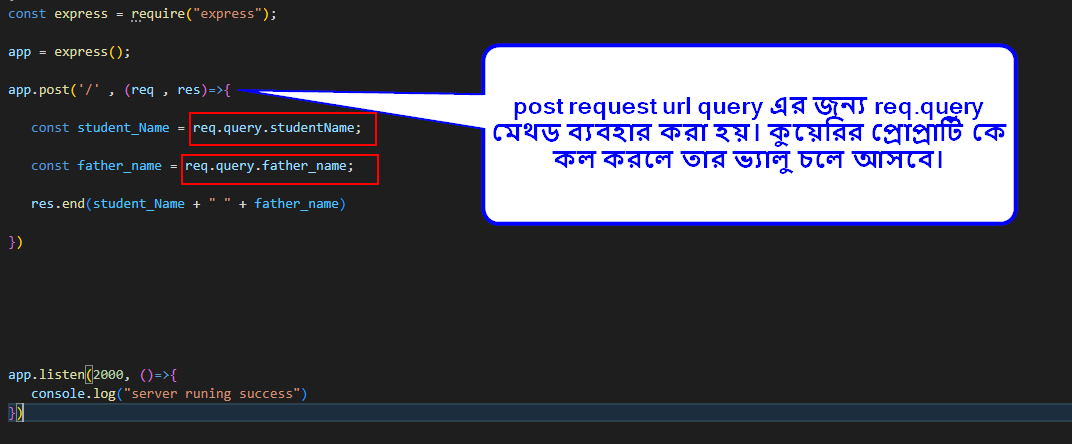 const express = require("express");
app = express();
app.post('/' , (req , res)=>{
const student_Name = req.query.studentName;
const father_name = req.query.father_name;
res.end(student_Name + " " + father_name)
})
post request url query এর জন্য req.query
মেথড ব্যবহার করা হয়। কুয়েরির প্রোপ্রার্টি কে
কল করলে তার ভ্যালু চলে আসবে।
app.listen(2000, ()=>{
console.log("server runing success")
})